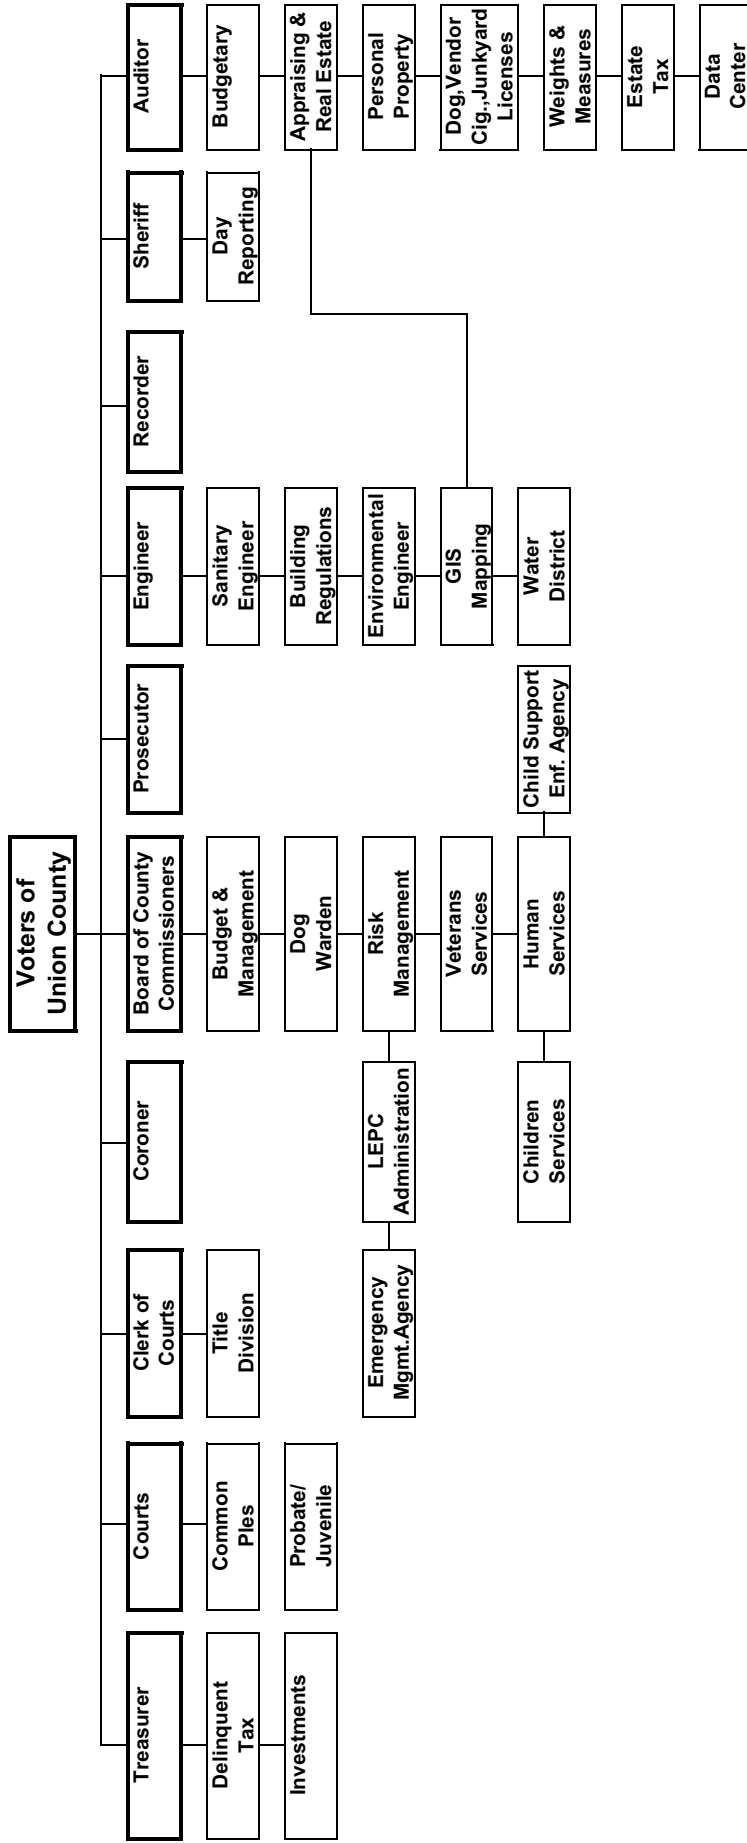 Voters of
Union County
Treasurer
Courts
Clerk of
Courts
Coroner
Board of County
Commissioners
Prosecutor
Engineer
Recorder
Sheriff
Auditor
Delinquent
Tax
Common
Ples
Title
Division
Budget &
Management
Sanitary
Engineer
Day
Reporting
Budgetary
Investments
Probate/
Juvenile
Dog
Warden
Building
Regulations
Appraising &
Real Estate
Emergency
Mgmt.Agency
LEPC
Administration
Risk
Management
Environmental
Engineer
Personal
Property
Veterans
Services
GIS
Mapping
Dog,Vendor
Cig.,Junkyard
Licenses
Children
Services
Human
Services
Child Support
Enf. Agency
Water
District
Weights &
Measures
Estate
Tax
Data
Center